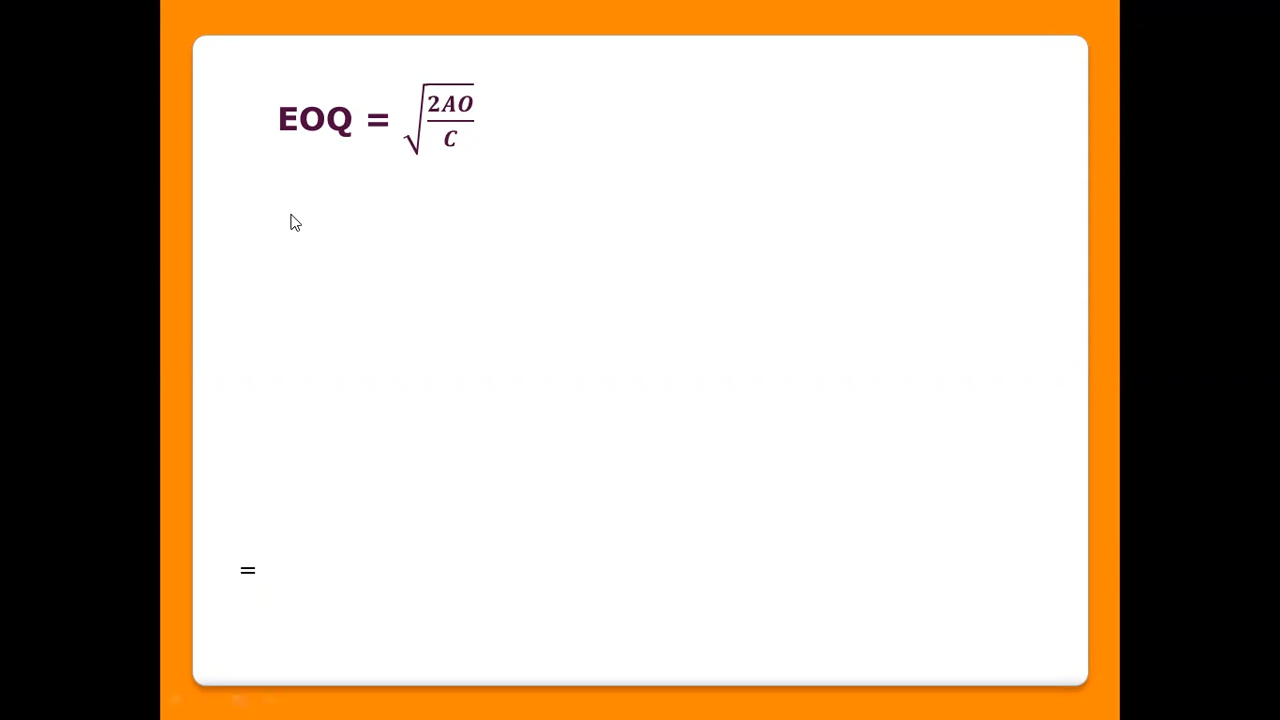 EOQ = √(2AO/C)
=